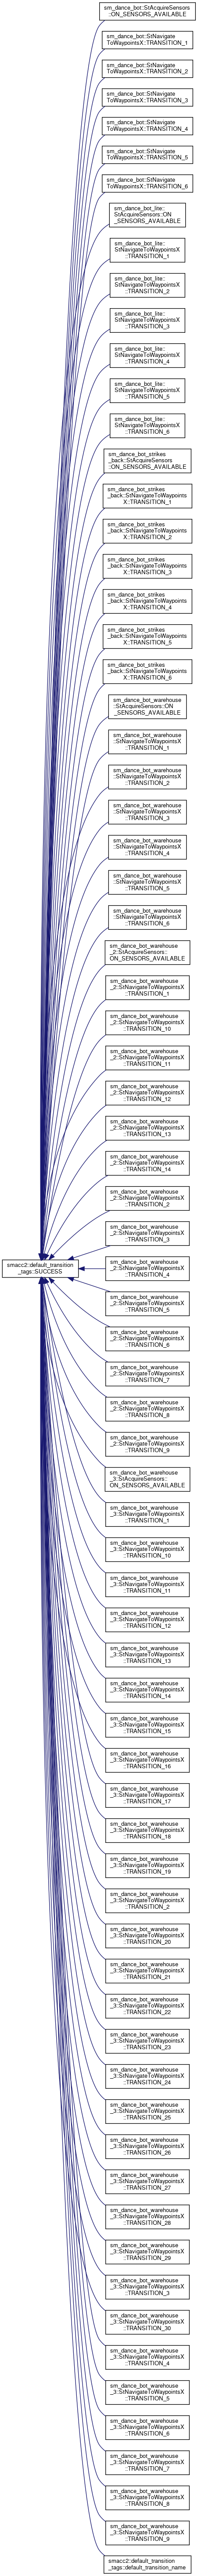 sm_dance_bot::StAcquireSensors
::ON_SENSORS_AVAILABLE
sm_dance_bot::StNavigate
ToWaypointsX::TRANSITION_1
sm_dance_bot::StNavigate
ToWaypointsX::TRANSITION_2
sm_dance_bot::StNavigate
ToWaypointsX::TRANSITION_3
sm_dance_bot::StNavigate
ToWaypointsX::TRANSITION_4
sm_dance_bot::StNavigate
ToWaypointsX::TRANSITION_5
sm_dance_bot::StNavigate
ToWaypointsX::TRANSITION_6
sm_dance_bot_lite::
StAcquireSensors::ON
_SENSORS_AVAILABLE
sm_dance_bot_lite::
StNavigateToWaypointsX
::TRANSITION_1
sm_dance_bot_lite::
StNavigateToWaypointsX
::TRANSITION_2
sm_dance_bot_lite::
StNavigateToWaypointsX
::TRANSITION_3
sm_dance_bot_lite::
StNavigateToWaypointsX
::TRANSITION_4
sm_dance_bot_lite::
StNavigateToWaypointsX
::TRANSITION_5
sm_dance_bot_lite::
StNavigateToWaypointsX
::TRANSITION_6
sm_dance_bot_strikes
_back::StAcquireSensors
::ON_SENSORS_AVAILABLE
sm_dance_bot_strikes
_back::StNavigateToWaypoints
X::TRANSITION_1
sm_dance_bot_strikes
_back::StNavigateToWaypoints
X::TRANSITION_2
sm_dance_bot_strikes
_back::StNavigateToWaypoints
X::TRANSITION_3
sm_dance_bot_strikes
_back::StNavigateToWaypoints
X::TRANSITION_4
sm_dance_bot_strikes
_back::StNavigateToWaypoints
X::TRANSITION_5
sm_dance_bot_strikes
_back::StNavigateToWaypoints
X::TRANSITION_6
sm_dance_bot_warehouse
::StAcquireSensors::ON
_SENSORS_AVAILABLE
sm_dance_bot_warehouse
::StNavigateToWaypointsX
::TRANSITION_1
sm_dance_bot_warehouse
::StNavigateToWaypointsX
::TRANSITION_2
sm_dance_bot_warehouse
::StNavigateToWaypointsX
::TRANSITION_3
sm_dance_bot_warehouse
::StNavigateToWaypointsX
::TRANSITION_4
sm_dance_bot_warehouse
::StNavigateToWaypointsX
::TRANSITION_5
sm_dance_bot_warehouse
::StNavigateToWaypointsX
::TRANSITION_6
sm_dance_bot_warehouse
_2::StAcquireSensors::
ON_SENSORS_AVAILABLE
sm_dance_bot_warehouse
_2::StNavigateToWaypointsX
::TRANSITION_1
sm_dance_bot_warehouse
_2::StNavigateToWaypointsX
::TRANSITION_10
sm_dance_bot_warehouse
_2::StNavigateToWaypointsX
::TRANSITION_11
sm_dance_bot_warehouse
_2::StNavigateToWaypointsX
::TRANSITION_12
sm_dance_bot_warehouse
_2::StNavigateToWaypointsX
::TRANSITION_13
sm_dance_bot_warehouse
_2::StNavigateToWaypointsX
::TRANSITION_14
sm_dance_bot_warehouse
_2::StNavigateToWaypointsX
::TRANSITION_2
sm_dance_bot_warehouse
_2::StNavigateToWaypointsX
::TRANSITION_3
smacc2::default_transition
_tags::SUCCESS
sm_dance_bot_warehouse
_2::StNavigateToWaypointsX
::TRANSITION_4
sm_dance_bot_warehouse
_2::StNavigateToWaypointsX
::TRANSITION_5
sm_dance_bot_warehouse
_2::StNavigateToWaypointsX
::TRANSITION_6
sm_dance_bot_warehouse
_2::StNavigateToWaypointsX
::TRANSITION_7
sm_dance_bot_warehouse
_2::StNavigateToWaypointsX
::TRANSITION_8
sm_dance_bot_warehouse
_2::StNavigateToWaypointsX
::TRANSITION_9
sm_dance_bot_warehouse
_3::StAcquireSensors::
ON_SENSORS_AVAILABLE
sm_dance_bot_warehouse
_3::StNavigateToWaypointsX
::TRANSITION_1
sm_dance_bot_warehouse
_3::StNavigateToWaypointsX
::TRANSITION_10
sm_dance_bot_warehouse
_3::StNavigateToWaypointsX
::TRANSITION_11
sm_dance_bot_warehouse
_3::StNavigateToWaypointsX
::TRANSITION_12
sm_dance_bot_warehouse
_3::StNavigateToWaypointsX
::TRANSITION_13
sm_dance_bot_warehouse
_3::StNavigateToWaypointsX
::TRANSITION_14
sm_dance_bot_warehouse
_3::StNavigateToWaypointsX
::TRANSITION_15
sm_dance_bot_warehouse
_3::StNavigateToWaypointsX
::TRANSITION_16
sm_dance_bot_warehouse
_3::StNavigateToWaypointsX
::TRANSITION_17
sm_dance_bot_warehouse
_3::StNavigateToWaypointsX
::TRANSITION_18
sm_dance_bot_warehouse
_3::StNavigateToWaypointsX
::TRANSITION_19
sm_dance_bot_warehouse
_3::StNavigateToWaypointsX
::TRANSITION_2
sm_dance_bot_warehouse
_3::StNavigateToWaypointsX
::TRANSITION_20
sm_dance_bot_warehouse
_3::StNavigateToWaypointsX
::TRANSITION_21
sm_dance_bot_warehouse
_3::StNavigateToWaypointsX
::TRANSITION_22
sm_dance_bot_warehouse
_3::StNavigateToWaypointsX
::TRANSITION_23
sm_dance_bot_warehouse
_3::StNavigateToWaypointsX
::TRANSITION_24
sm_dance_bot_warehouse
_3::StNavigateToWaypointsX
::TRANSITION_25
sm_dance_bot_warehouse
_3::StNavigateToWaypointsX
::TRANSITION_26
sm_dance_bot_warehouse
_3::StNavigateToWaypointsX
::TRANSITION_27
sm_dance_bot_warehouse
_3::StNavigateToWaypointsX
::TRANSITION_28
sm_dance_bot_warehouse
_3::StNavigateToWaypointsX
::TRANSITION_29
sm_dance_bot_warehouse
_3::StNavigateToWaypointsX
::TRANSITION_3
sm_dance_bot_warehouse
_3::StNavigateToWaypointsX
::TRANSITION_30
sm_dance_bot_warehouse
_3::StNavigateToWaypointsX
::TRANSITION_4
sm_dance_bot_warehouse
_3::StNavigateToWaypointsX
::TRANSITION_5
sm_dance_bot_warehouse
_3::StNavigateToWaypointsX
::TRANSITION_6
sm_dance_bot_warehouse
_3::StNavigateToWaypointsX
::TRANSITION_7
sm_dance_bot_warehouse
_3::StNavigateToWaypointsX
::TRANSITION_8
sm_dance_bot_warehouse
_3::StNavigateToWaypointsX
::TRANSITION_9
smacc2::default_transition
_tags::default_transition_name